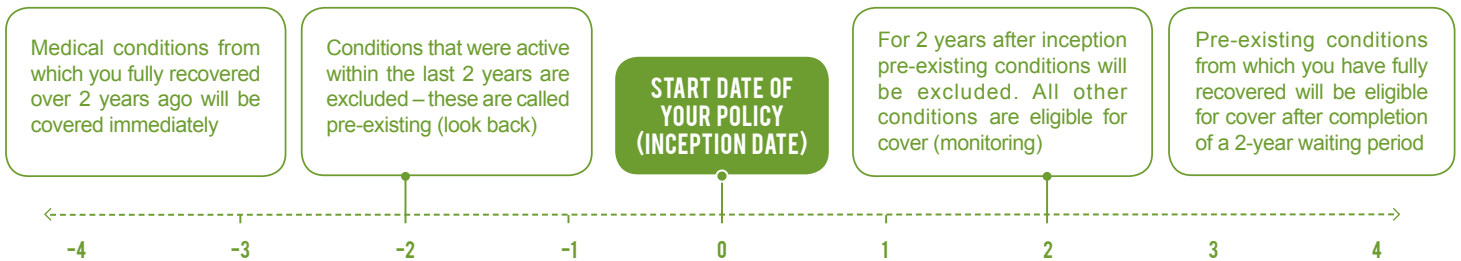 Medical conditions from
which you fully recovered
over 2 years ago will be
covered immediately
Conditions that were active
within the last 2 years are
excluded – these are called
pre-existing (look back)
START DATE OF
YOUR POLICY
(INCEPTION DATE)
For 2 years after inception
pre-existing conditions will
be excluded. All other
conditions are eligible for
cover (monitoring)
Pre-existing conditions
from which you have fully
recovered will be eligible
for cover after completion
of a 2-year waiting period
-4 -3 -2 -1 0 1 2 3 4